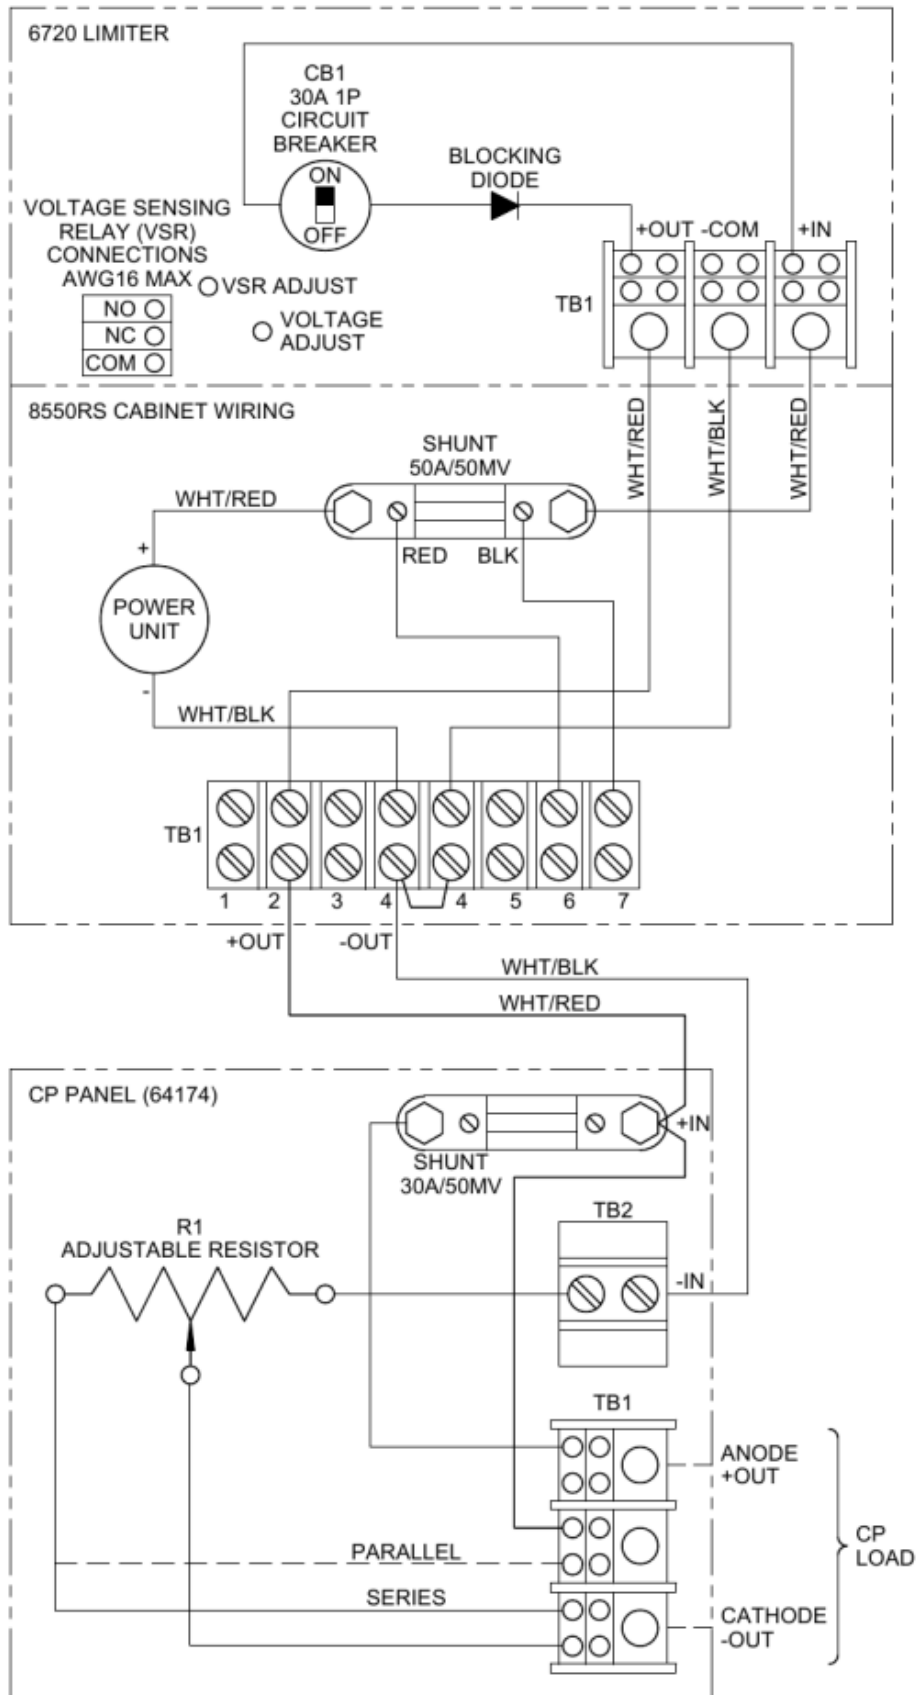 6720 LIMITER
CB1
30A 1P
CIRCUIT
BREAKER
ON
OFF
BLOCKING
DIODE
VOLTAGE SENSING
RELAY (VSR)
CONNECTIONS
AWG16 MAX
NO
NC
COM
VSR ADJUST
VOLTAGE
ADJUST
+OUT
-COM
+IN
TB1
8550RS CABINET WIRING
WHT/RED
WHT/BLK
WHT/RED
SHUNT
50A/50MV
WHT/RED
RED
BLK
+
POWER
UNIT
-
WHT/BLK
TB1
1
2
3
4
4
5
6
7
+OUT
-OUT
WHT/BLK
WHT/RED
CP PANEL (64174)
+IN
SHUNT
30A/50MV
TB2
-IN
R1
ADJUSTABLE RESISTOR
TB1
ANODE
+OUT
CP
LOAD
PARALLEL
SERIES
CATHODE
-OUT